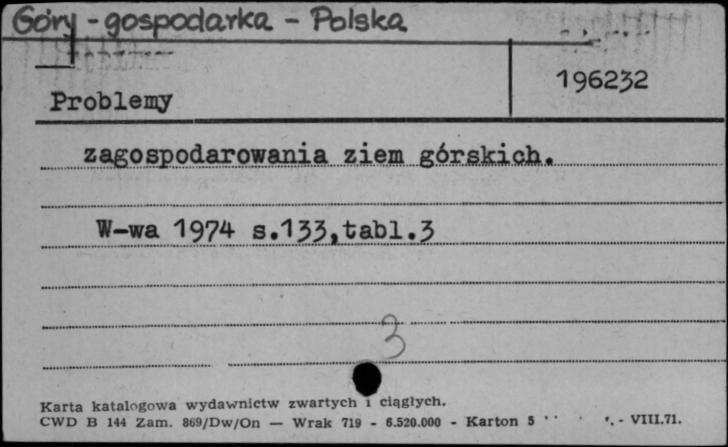 Góry - gospodarka - Polska
196232
Problemy
zagospodarowania ziem górskich.
W-wa 1974 s.133,tabl.3
3
Karta katalogowa wydawnictw zwartych i ciągłych.
CWD B 144 Zam. 869/Dw/On — Wrak 719 - 6.520.000 - Karton 5 - VIII.71.